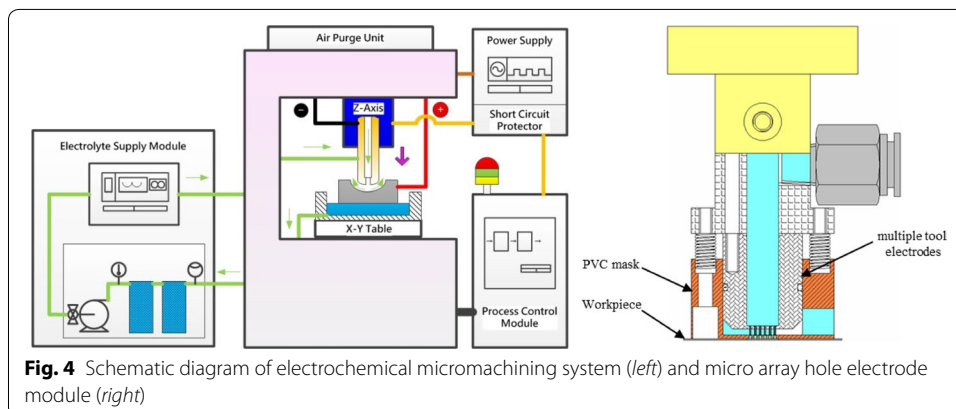 Air Purge Unit
Power Supply
Z-Axis
Short Circuit
Protector
Electrolyte Supply Module
X-Y Table
Process Control
Module
multiple tool
electrodes
PVC mask
Workpiece
Fig. 4 Schematic diagram of electrochemical micromachining system (left) and micro array hole electrode
module (right)